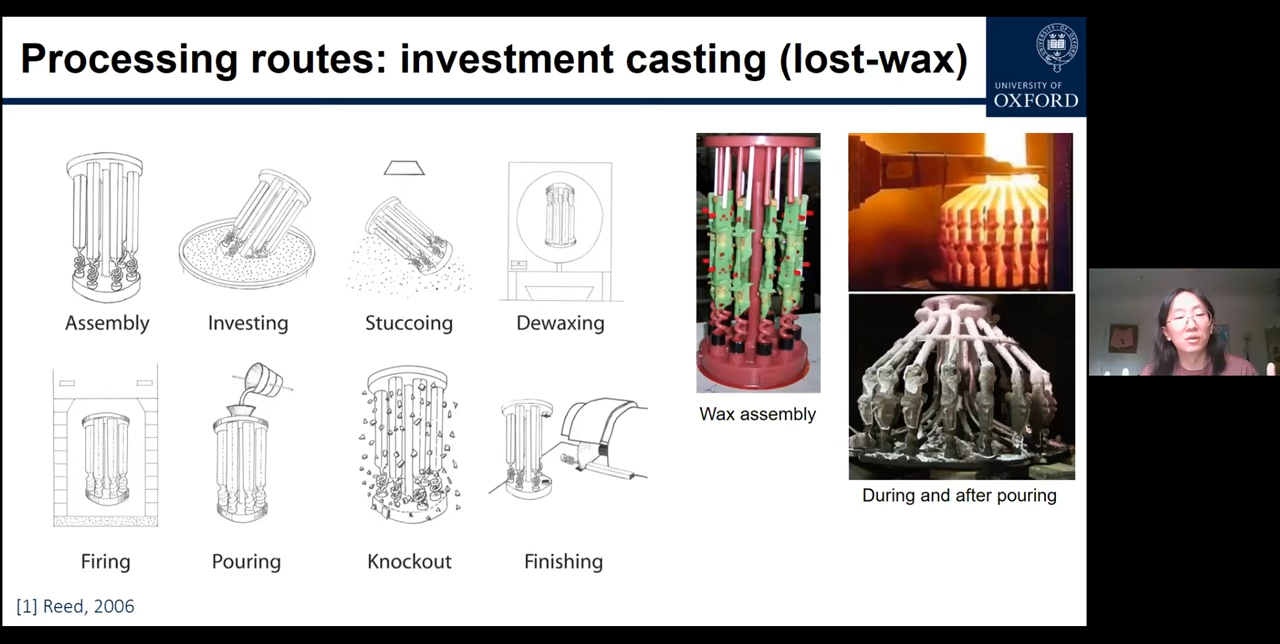 Processing routes: investment casting (lost-wax)
UNIVERSITY OF
OXFORD
Assembly
Investing
Stuccoing
Dewaxing
Firing
Pouring
Knockout
Finishing
Wax assembly
During and after pouring
[1] Reed, 2006